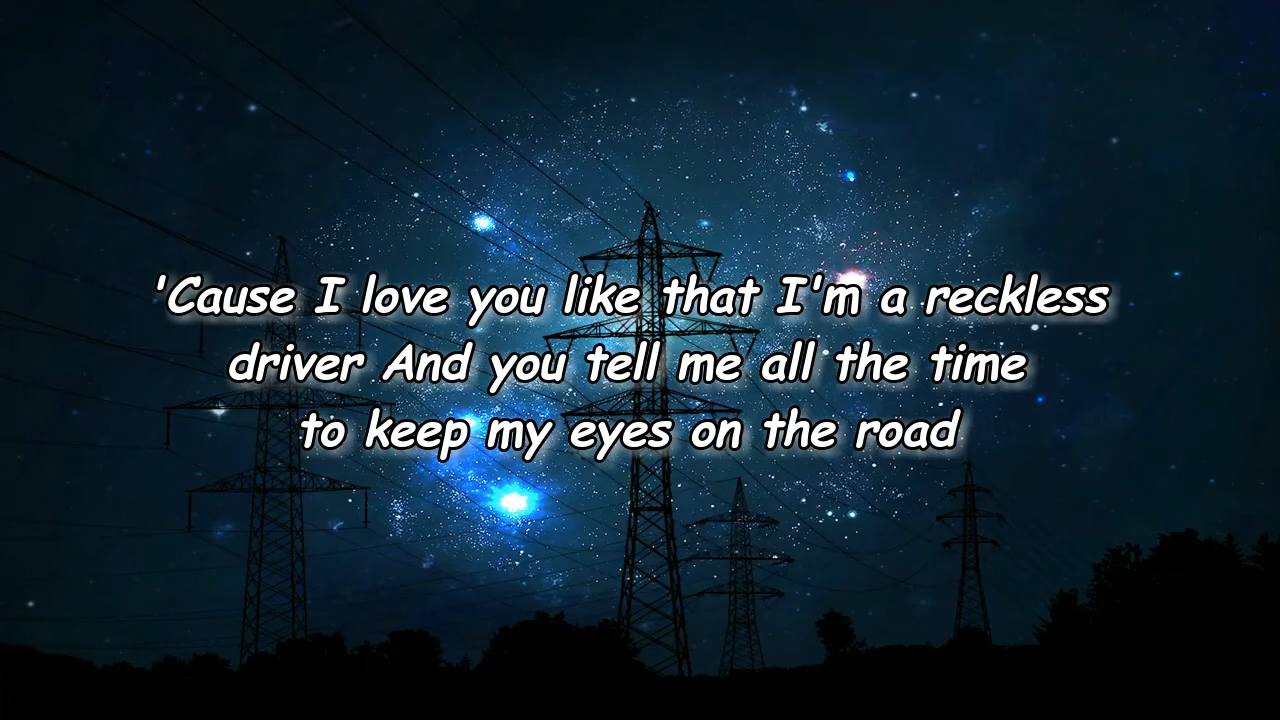 'Cause I love you like that I'm a reckless
driver And you tell me all the time
to keep my eyes on the road